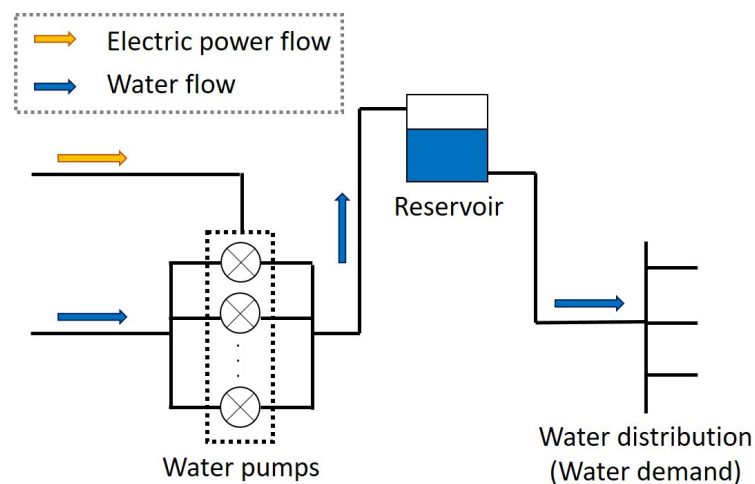 Electric power flow
Water flow
Reservoir
Water pumps
Water distribution
(Water demand)